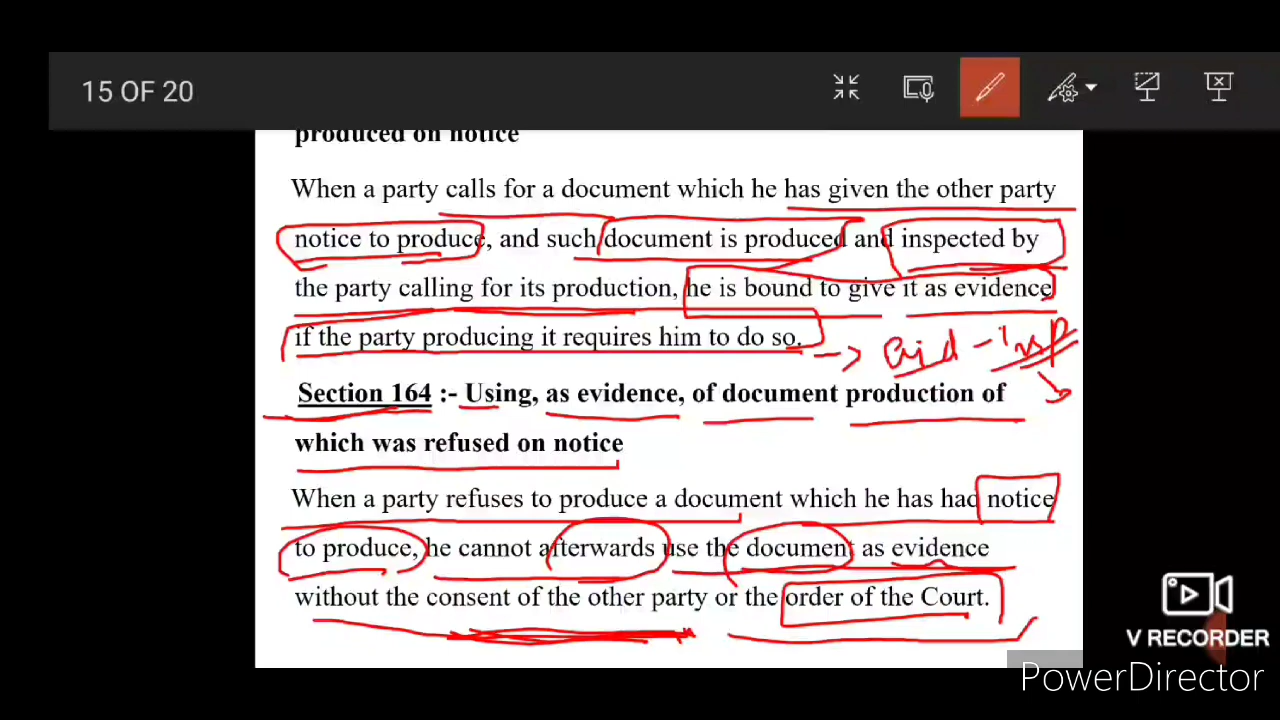 15 OF 20
produced on notice
When a party calls for a document which he has given the other party
notice to produce, and such document is produced and inspected by
the party calling for its production, he is bound to give it as evidence
if the party producing it requires him to do so.
Section 164 :- Using, as evidence, of document production of
which was refused on notice
When a party refuses to produce a document which he has had notice
to produce, he cannot afterwards use the document as evidence
without the consent of the other party or the order of the Court.
V RECORDER
PowerDirector